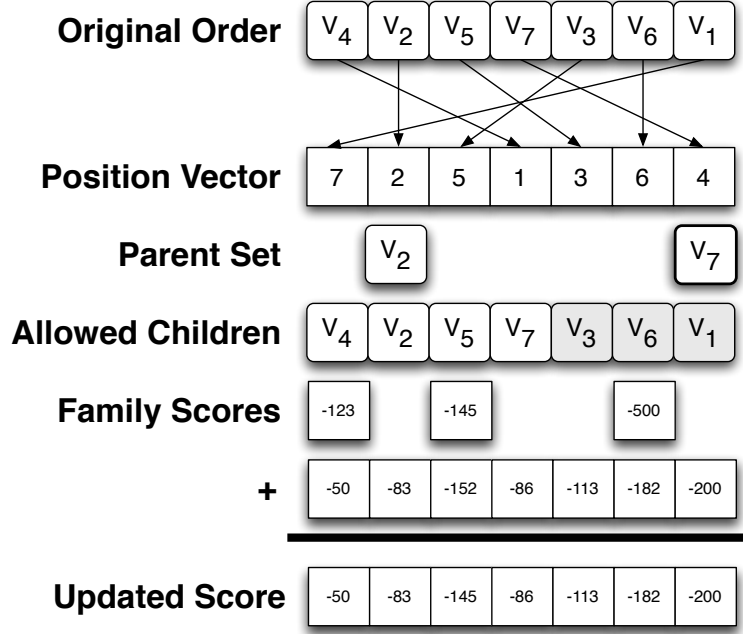 Original Order V4 V2 V5 V7 V3 V6 V1
Position Vector 7 2 5 1 3 6 4
Parent Set V2 V7
Allowed Children V4 V2 V5 V7 V3 V6 V1
Family Scores -123 -145 -500
+ -50 -83 -152 -86 -113 -182 -200
Updated Score -50 -83 -145 -86 -113 -182 -200